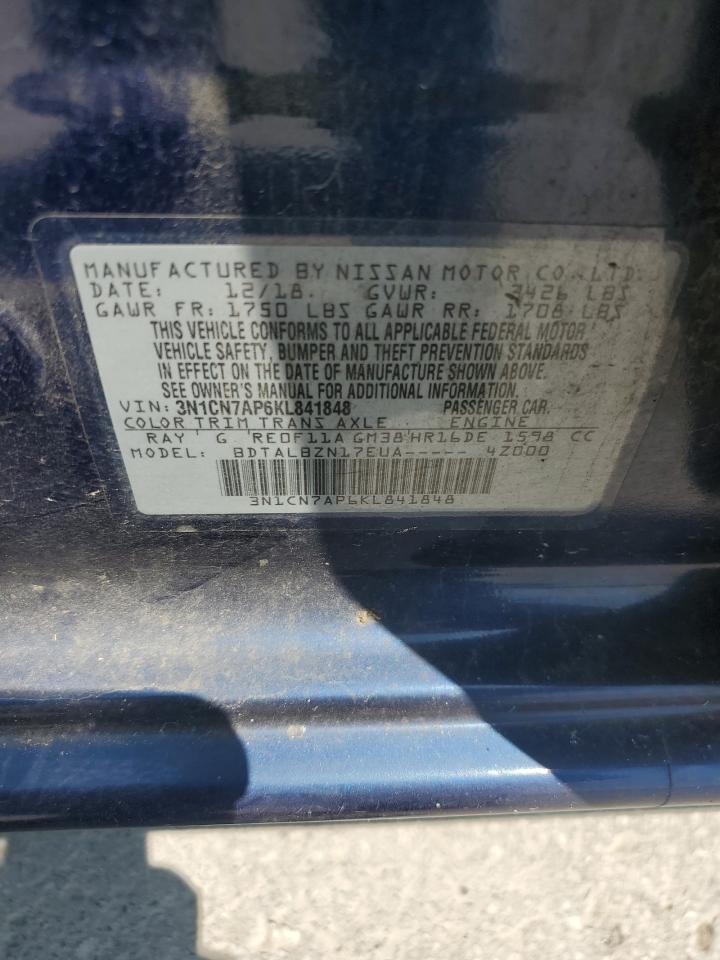 MANUFACTURED BY NISSAN MOTOR CO.,LTD.
DATE: 12/18. GVWR: 3426 LBS
GAWR FR: 1750 LBS GAWR RR: 1708 LBS
THIS VEHICLE CONFORMS TO ALL APPLICABLE FEDERAL MOTOR
VEHICLE SAFETY, BUMPER AND THEFT PREVENTION STANDARDS
IN EFFECT ON THE DATE OF MANUFACTURE SHOWN ABOVE.
SEE OWNER'S MANUAL FOR ADDITIONAL INFORMATION.
VIN: 3N1CN7AP6KL841848 PASSENGER CAR.
COLOR TRIM TRANS AXLE ENGINE
RAY G RE0F11A GM38 HR16DE 1598 CC
MODEL: BDTALBZN17EUA----- 4Z000
3N1CN7AP6KL841848